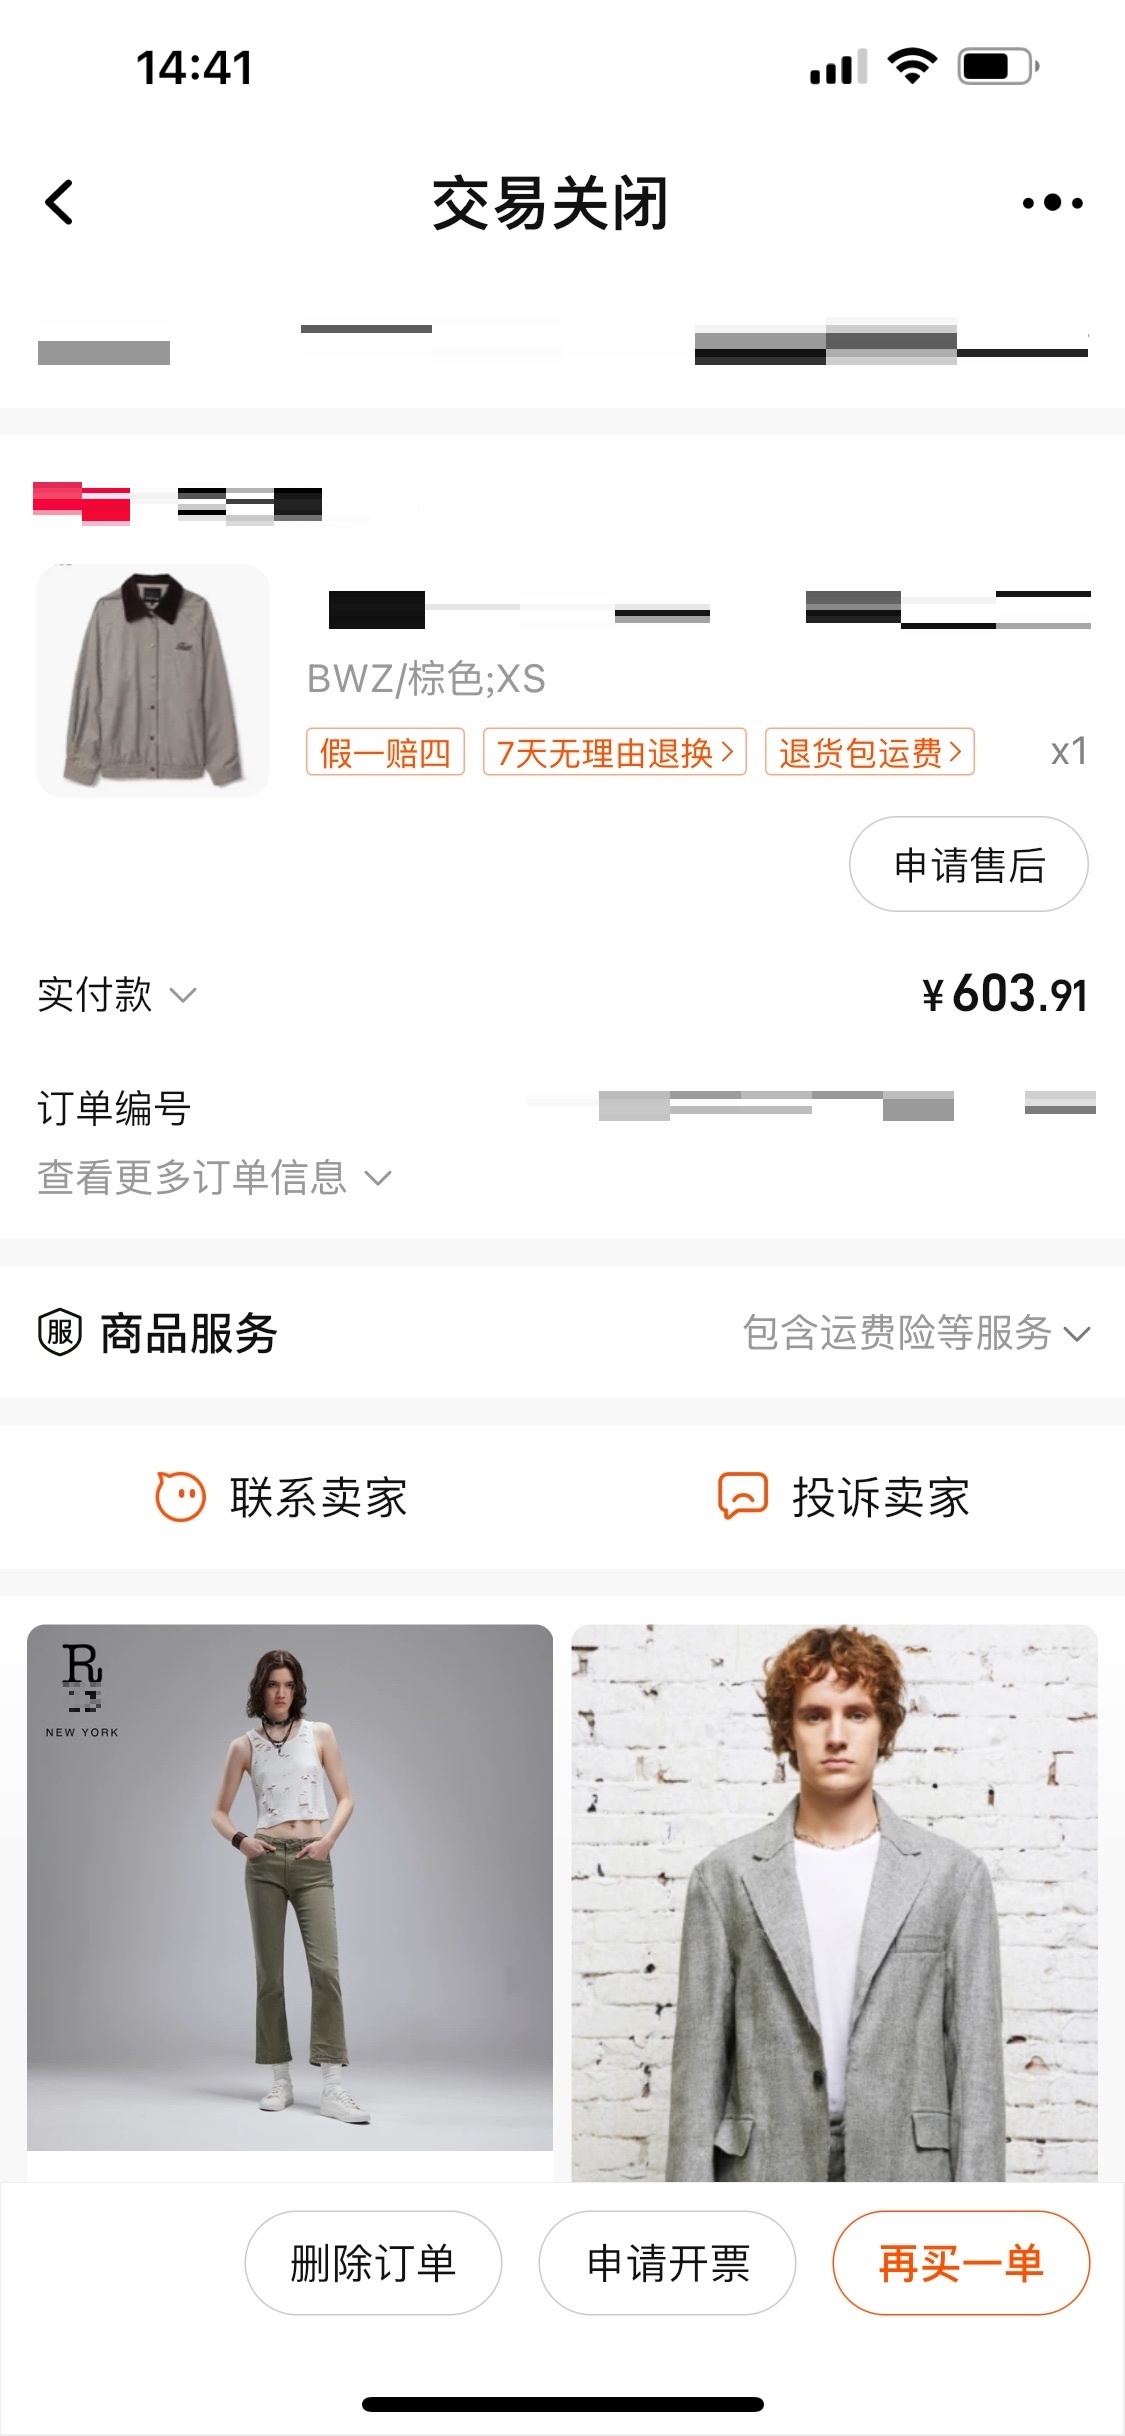 14:41
交易关闭
BWZ/棕色;XS
假一赔四 7天无理由退换 退货包运费 x1
申请售后
实付款 ¥603.91
订单编号
查看更多订单信息
服 商品服务 包含运费险等服务
联系卖家 投诉卖家
R
NEW YORK
删除订单 申请开票 再买一单